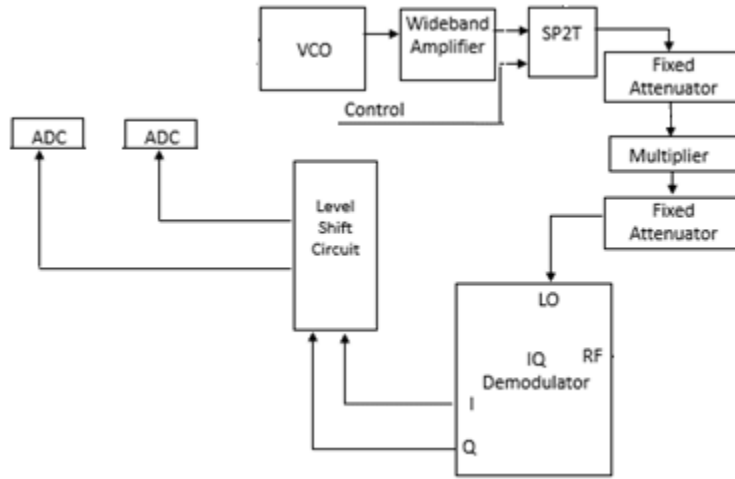 VCO
Wideband
Amplifier
SP2T
Fixed
Attenuator
Control
ADC
ADC
Multiplier
Level
Shift
Circuit
Fixed
Attenuator
LO
IQ
Demodulator
RF
I
Q